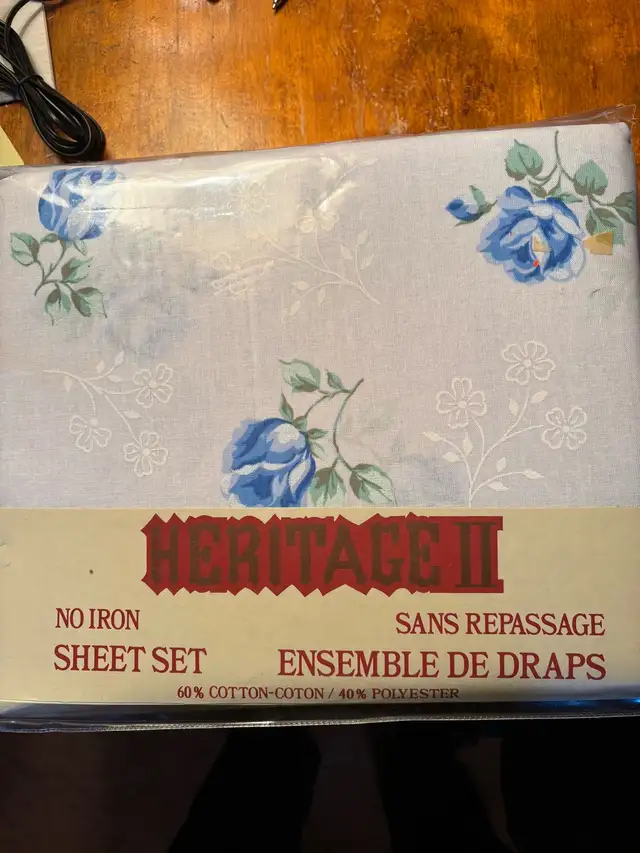 HERITAGE II
NO IRON
SANS REPASSAGE
SHEET SET
ENSEMBLE DE DRAPS
60% COTTON-COTON / 40% POLYESTER